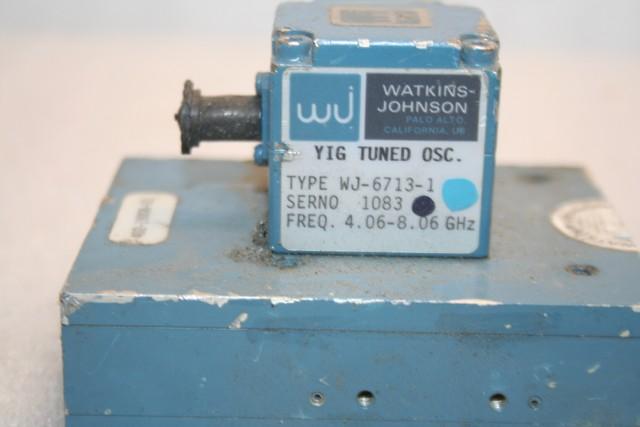 WJ
WATKINS-
JOHNSON
PALO ALTO,
CALIFORNIA, US
YIG TUNED OSC.
TYPE WJ-6713-1
SERNO 1083
FREQ. 4.06-8.06 GHz